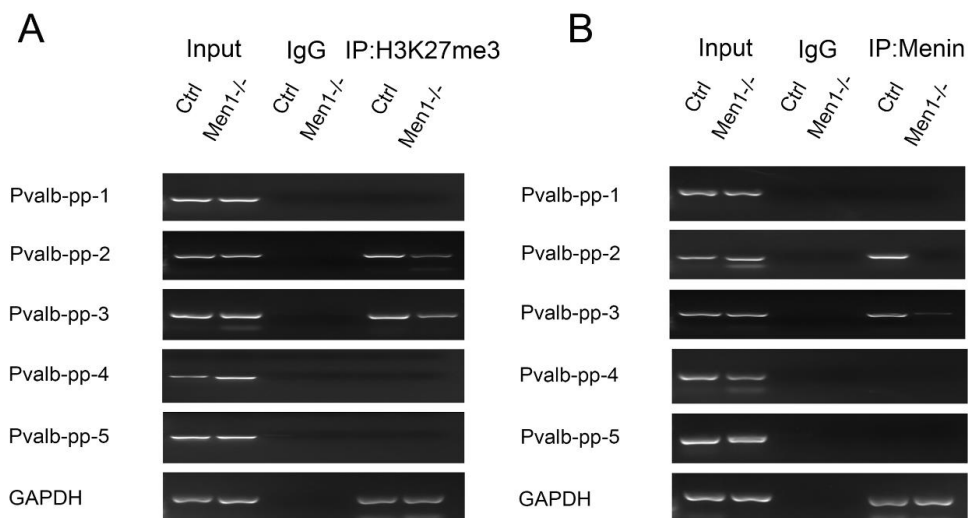 A
Input IgG IP:H3K27me3
Ctrl Men1-/- Ctrl Men1-/- Ctrl Men1-/-
Pvalb-pp-1
Pvalb-pp-2
Pvalb-pp-3
Pvalb-pp-4
Pvalb-pp-5
GAPDH
B
Input IgG IP:Menin
Ctrl Men1-/- Ctrl Men1-/- Ctrl Men1-/-
Pvalb-pp-1
Pvalb-pp-2
Pvalb-pp-3
Pvalb-pp-4
Pvalb-pp-5
GAPDH